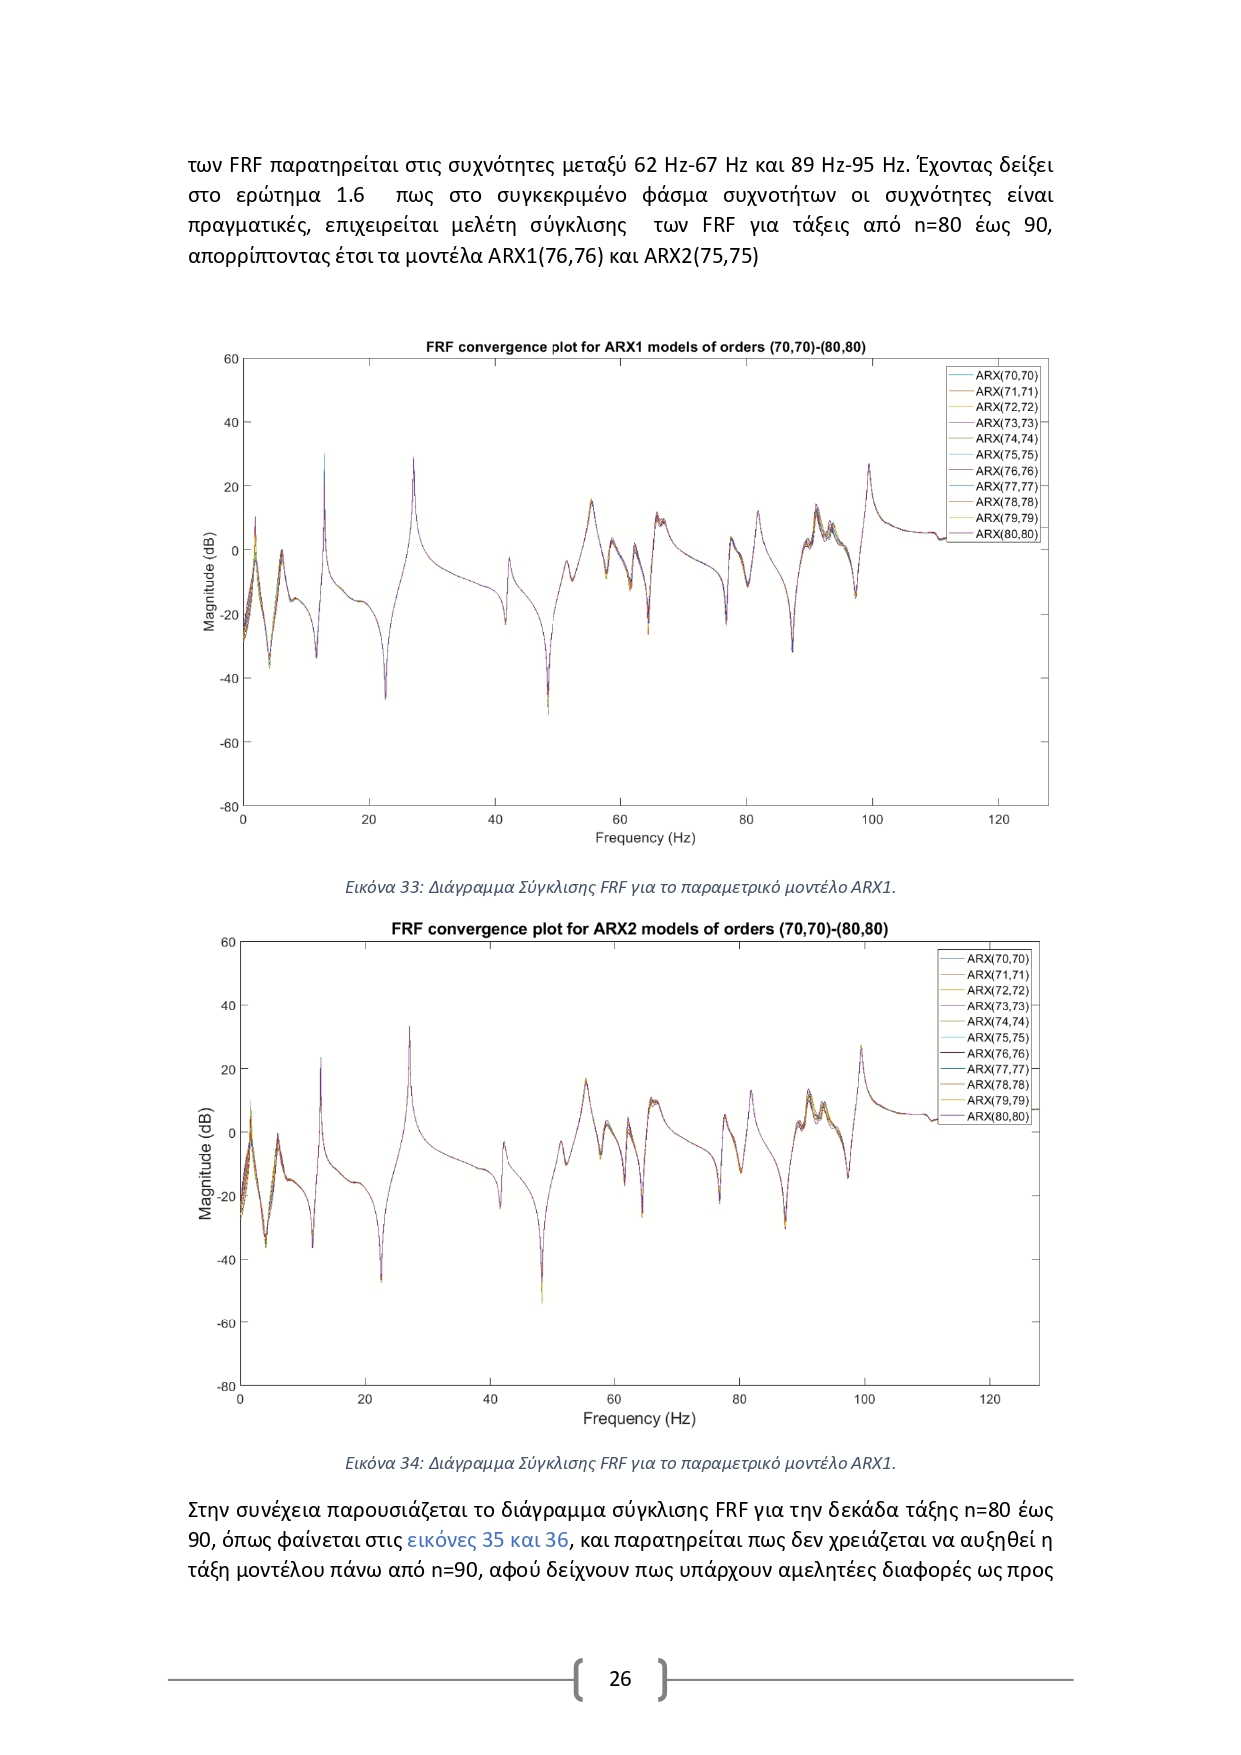 των FRF παρατηρείται στις συχνότητες μεταξύ 62 Hz-67 Hz και 89 Hz-95 Hz. Έχοντας δείξει
στο ερώτημα 1.6 πως στο συγκεκριμένο φάσμα συχνοτήτων οι συχνότητες είναι
πραγματικές, επιχειρείται μελέτη σύγκλισης των FRF για τάξεις από n=80 έως 90,
απορρίπτοντας έτσι τα μοντέλα ARX1(76,76) και ARX2(75,75)
FRF convergence plot for ARX1 models of orders (70,70)-(80,80)
60
40
20
0
-20
-40
-60
-80
Magnitude (dB)
ARX(70,70)
ARX(71,71)
ARX(72,72)
ARX(73,73)
ARX(74,74)
ARX(75,75)
ARX(76,76)
ARX(77,77)
ARX(78,78)
ARX(79,79)
ARX(80,80)
0 20 40 60 80 100 120
Frequency (Hz)
Εικόνα 33: Διάγραμμα Σύγκλισης FRF για το παραμετρικό μοντέλο ARX1.
FRF convergence plot for ARX2 models of orders (70,70)-(80,80)
60
40
20
0
-20
-40
-60
-80
Magnitude (dB)
ARX(70,70)
ARX(71,71)
ARX(72,72)
ARX(73,73)
ARX(74,74)
ARX(75,75)
ARX(76,76)
ARX(77,77)
ARX(78,78)
ARX(79,79)
ARX(80,80)
0 20 40 60 80 100 120
Frequency (Hz)
Εικόνα 34: Διάγραμμα Σύγκλισης FRF για το παραμετρικό μοντέλο ARX1.
Στην συνέχεια παρουσιάζεται το διάγραμμα σύγκλισης FRF για την δεκάδα τάξης n=80 έως
90, όπως φαίνεται στις εικόνες 35 και 36, και παρατηρείται πως δεν χρειάζεται να αυξηθεί η
τάξη μοντέλου πάνω από n=90, αφού δείχνουν πως υπάρχουν αμελητέες διαφορές ως προς
26